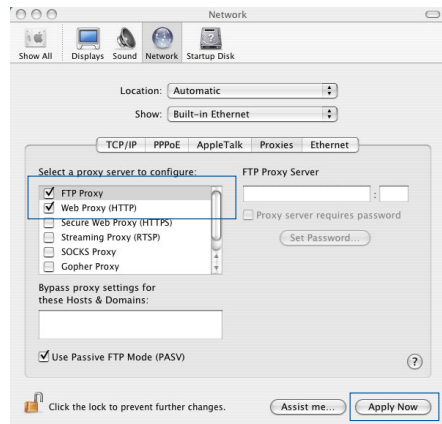 Network
Show All Displays Sound Network Startup Disk
Location: Automatic
Show: Built-in Ethernet
TCP/IP PPPoE AppleTalk Proxies Ethernet
Select a proxy server to configure: FTP Proxy Server
FTP Proxy
Web Proxy (HTTP) :
Secure Web Proxy (HTTPS) Proxy server requires password
Streaming Proxy (RTSP) Set Password...
SOCKS Proxy
Gopher Proxy
Bypass proxy settings for
these Hosts & Domains:
Use Passive FTP Mode (PASV) ?
Click the lock to prevent further changes. Assist me... Apply Now